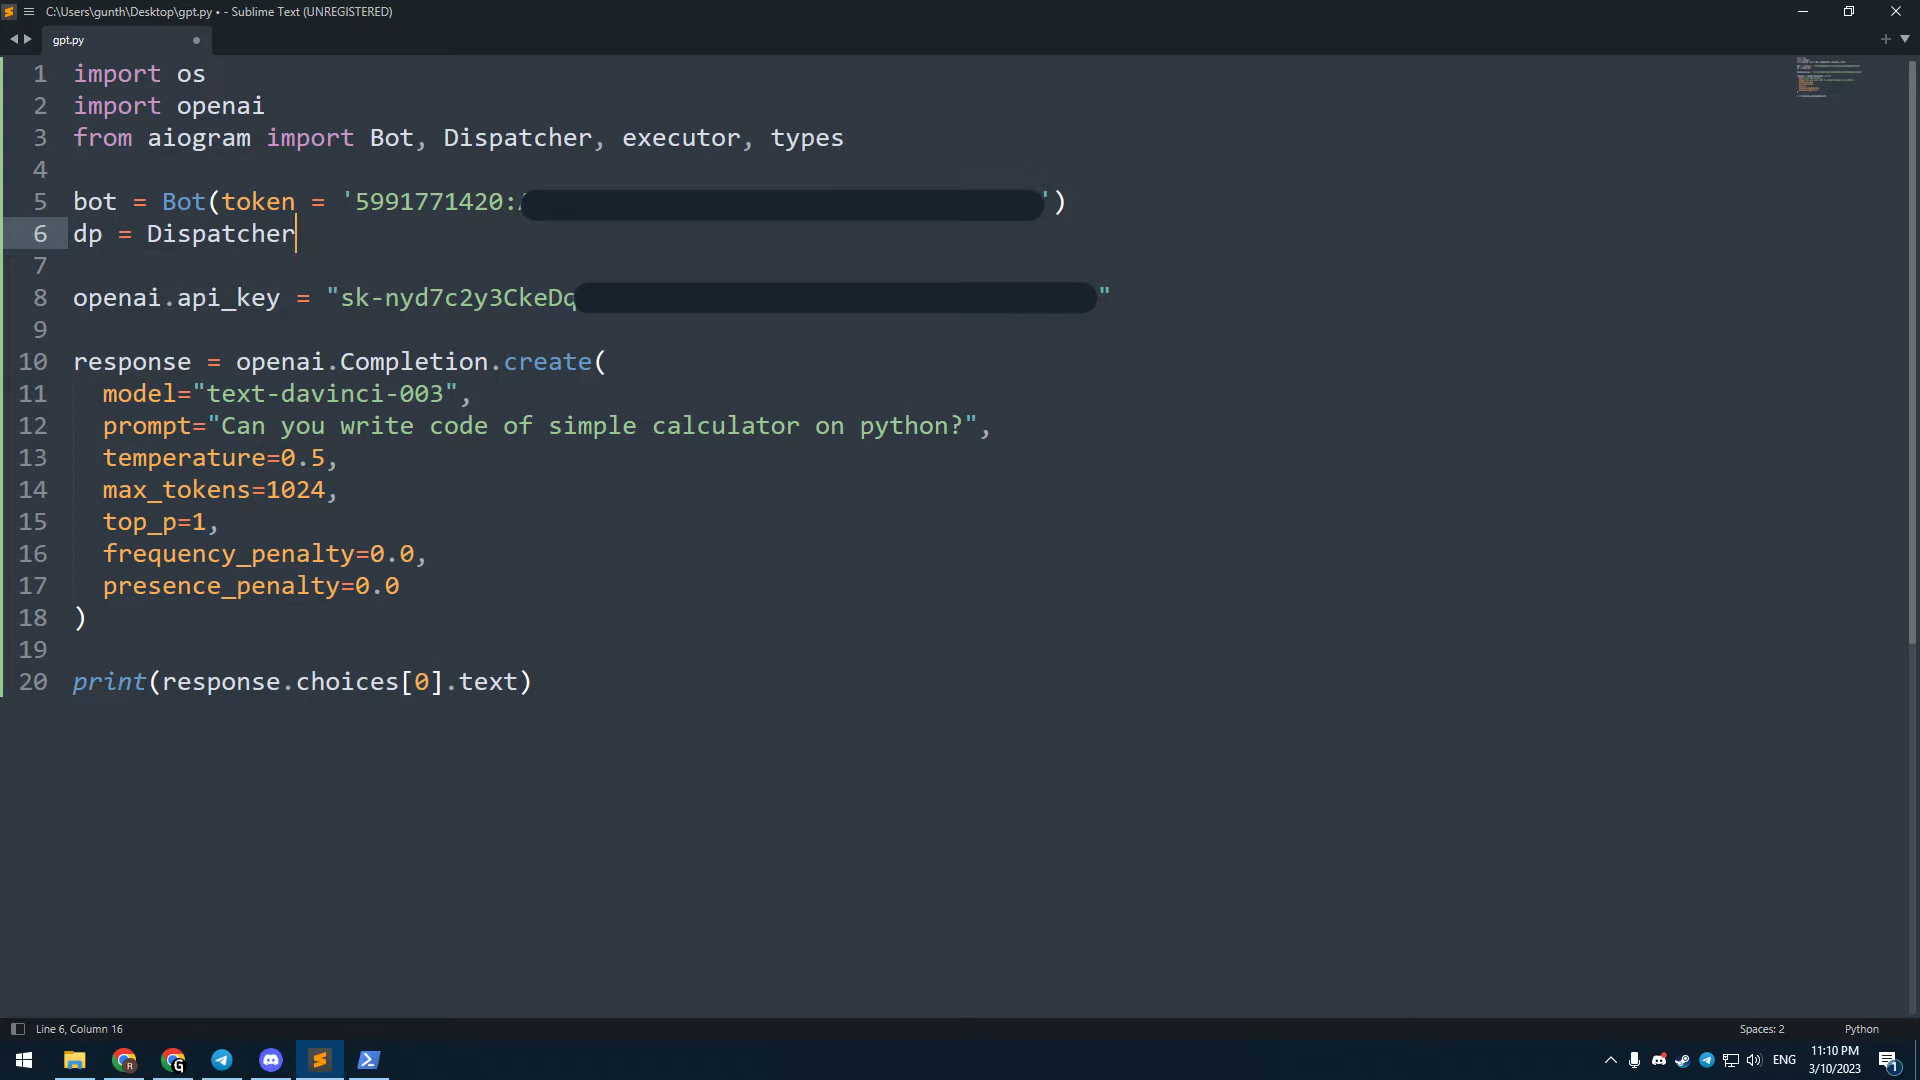 C:\Users\gunth\Desktop\gpt.py • - Sublime Text (UNREGISTERED)
gpt.py
1 import os
2 import openai
3 from aiogram import Bot, Dispatcher, executor, types
4
5 bot = Bot(token = '5991771420: ')
6 dp = Dispatcher
7
8 openai.api_key = "sk-nyd7c2y3CkeDq "
9
10 response = openai.Completion.create(
11 model="text-davinci-003",
12 prompt="Can you write code of simple calculator on python?",
13 temperature=0.5,
14 max_tokens=1024,
15 top_p=1,
16 frequency_penalty=0.0,
17 presence_penalty=0.0
18 )
19
20 print(response.choices[0].text)
Line 6, Column 16
Spaces: 2
Python
ENG
11:10 PM
3/10/2023
1